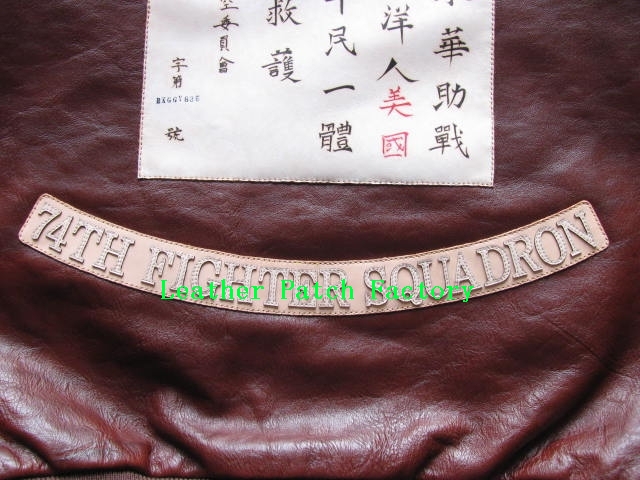 華助戰
洋人美國
民一體
救護
委員會
字第
號
74TH FIGHTER SQUADRON
Leather Patch Factory